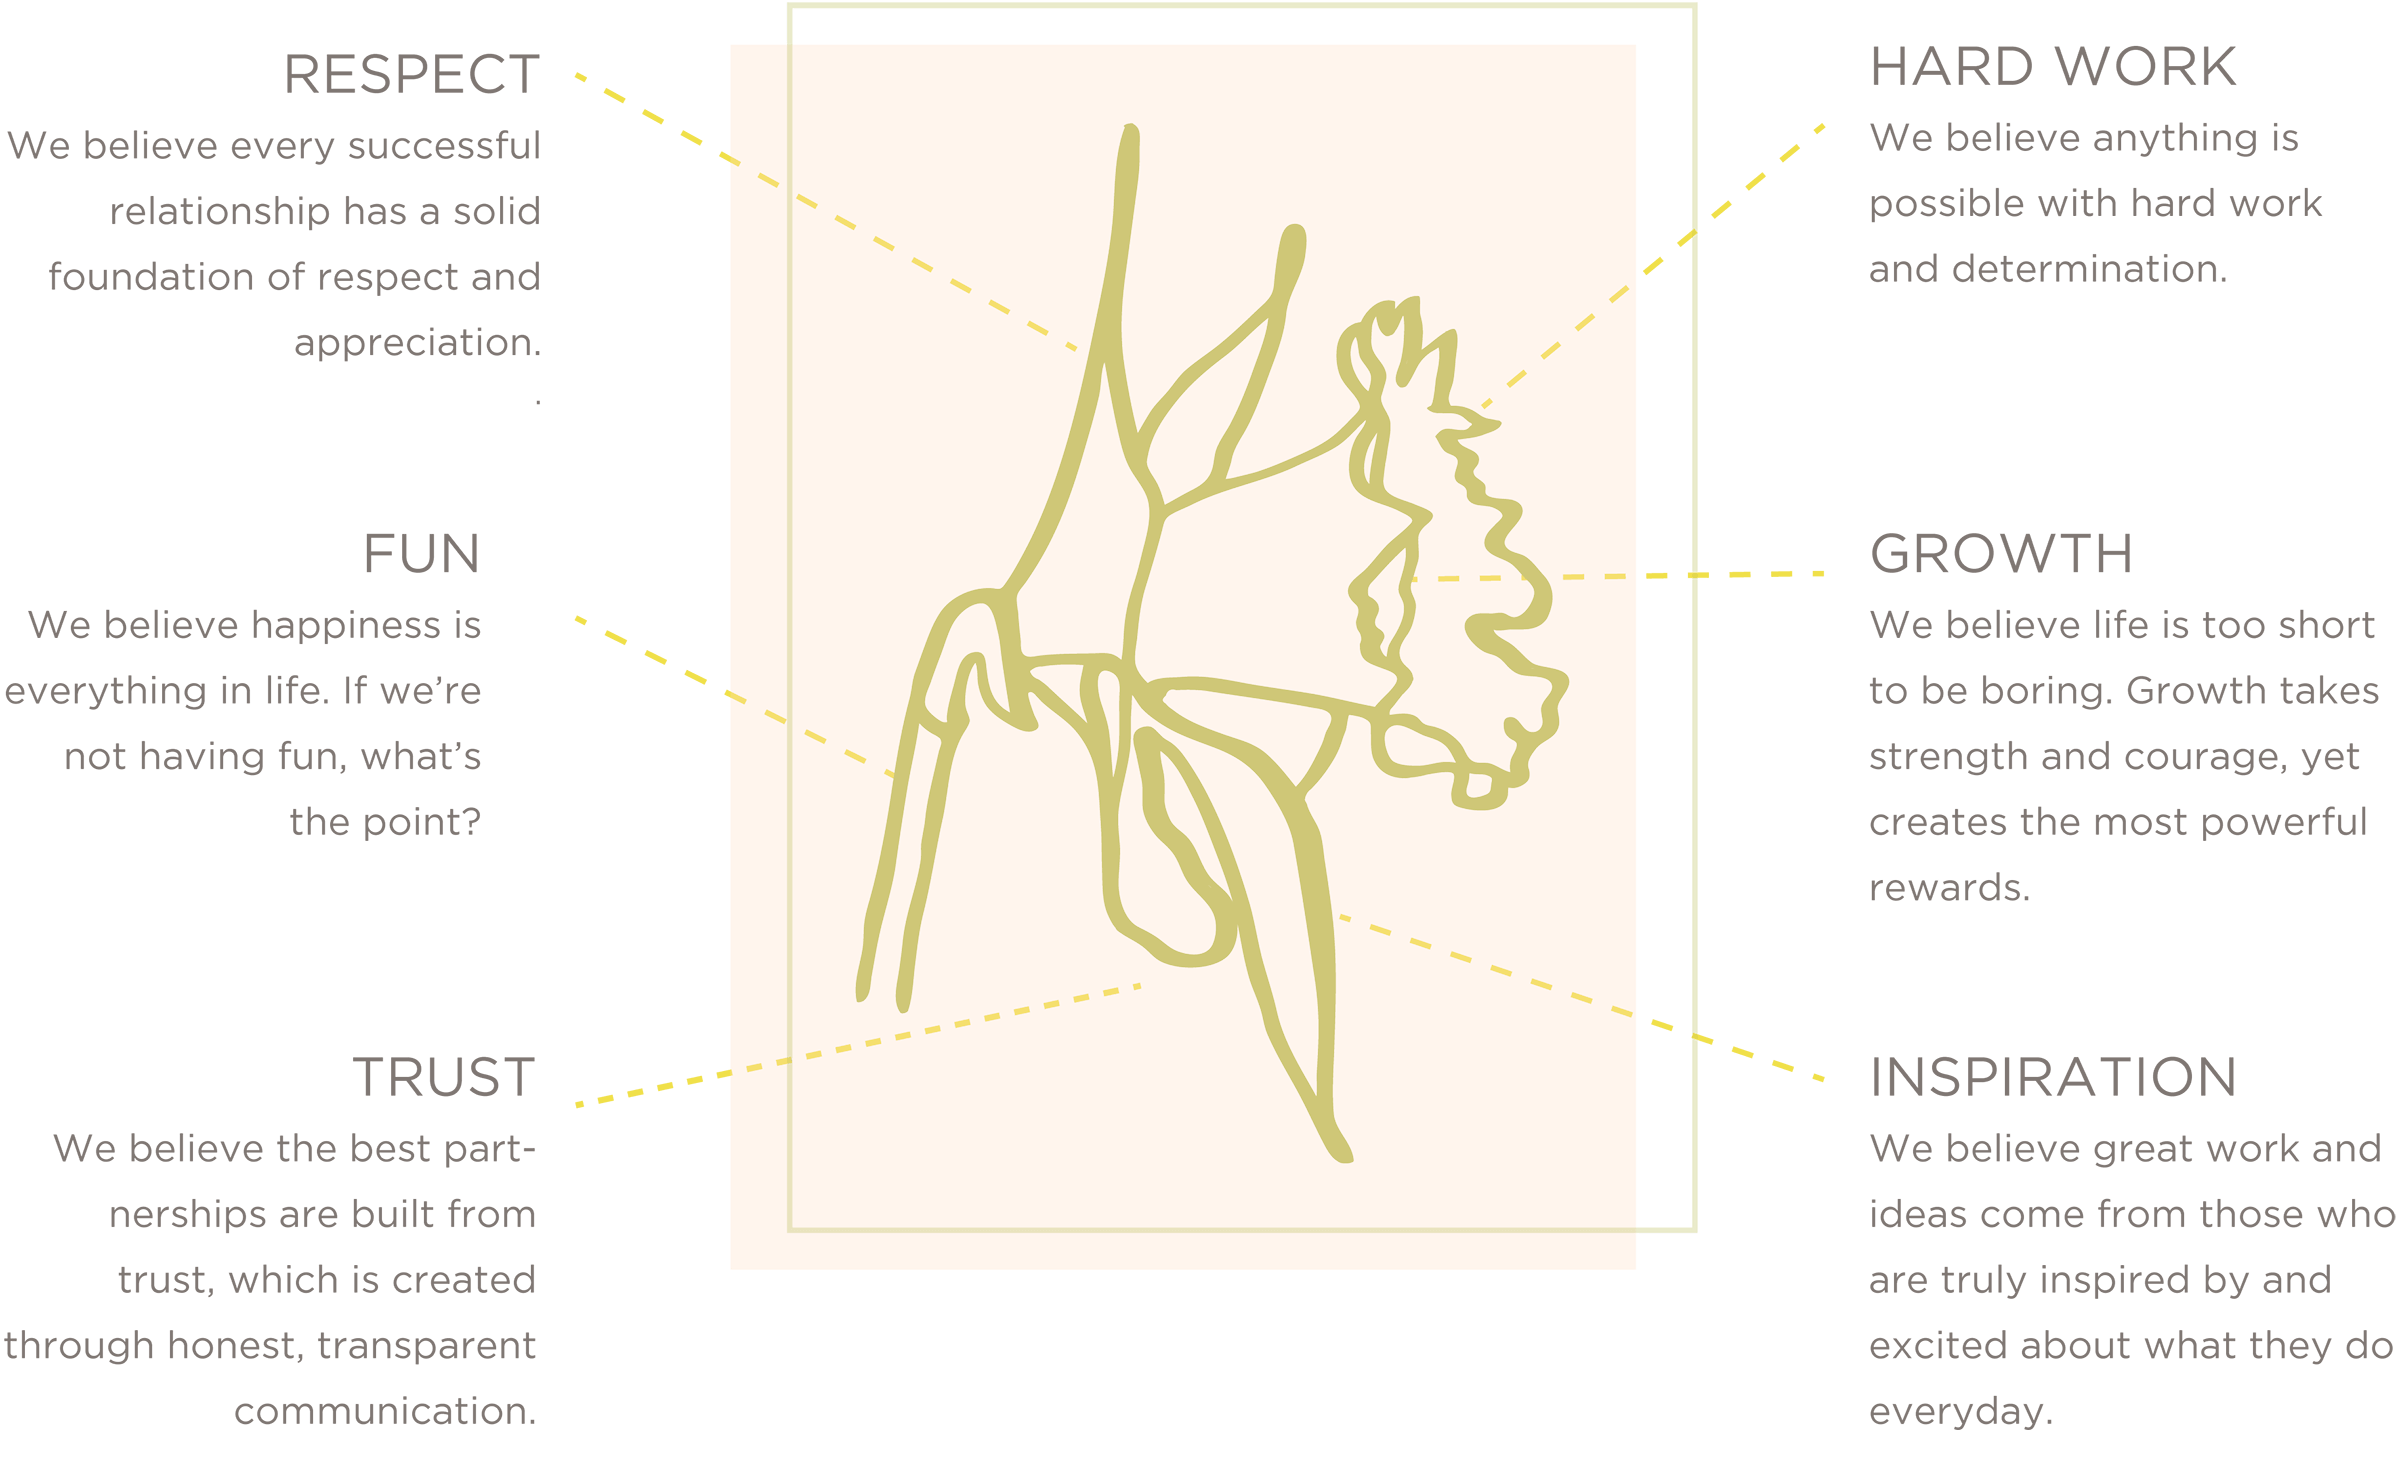 RESPECT
We believe every successful
relationship has a solid
foundation of respect and
appreciation.
.
FUN
We believe happiness is
everything in life. If we’re
not having fun, what’s
the point?
TRUST
We believe the best part-
nerships are built from
trust, which is created
through honest, transparent
communication.
HARD WORK
We believe anything is
possible with hard work
and determination.
GROWTH
We believe life is too short
to be boring. Growth takes
strength and courage, yet
creates the most powerful
rewards.
INSPIRATION
We believe great work and
ideas come from those who
are truly inspired by and
excited about what they do
everyday.